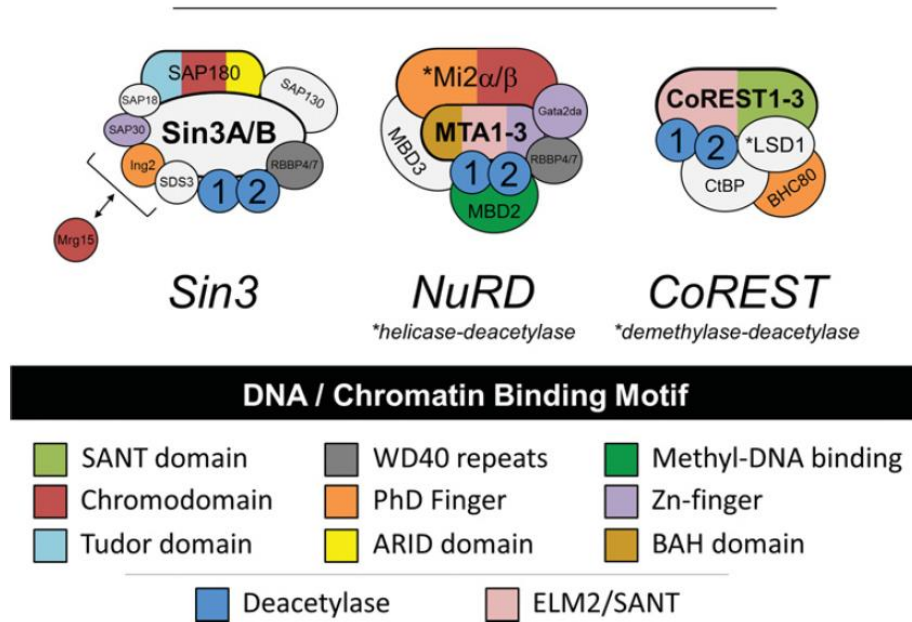 SAP180
SAP18
SAP130
SAP30
Sin3A/B
Ing2
SDS3
1
2
RBBP4/7
Mrg15
*Mi2α/β
Gata2da
MTA1-3
MBD3
1
2
RBBP4/7
MBD2
CoREST1-3
1
2
*LSD1
CtBP
BHC80
Sin3
NuRD
*helicase-deacetylase
CoREST
*demethylase-deacetylase
DNA / Chromatin Binding Motif
SANT domain
WD40 repeats
Methyl-DNA binding
Chromodomain
PhD Finger
Zn-finger
Tudor domain
ARID domain
BAH domain
Deacetylase
ELM2/SANT